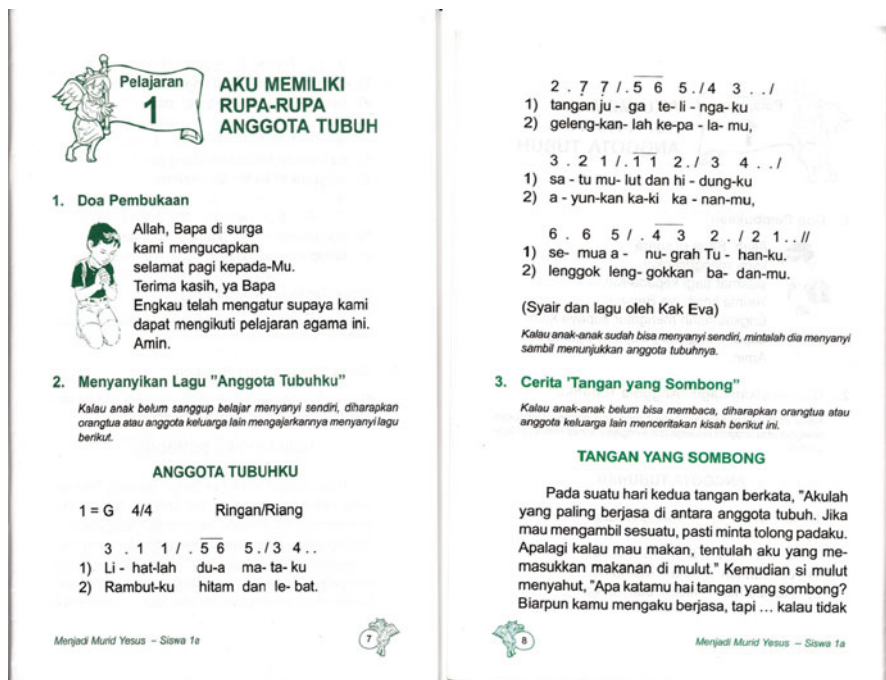 Pelajaran
1
AKU MEMILIKI
RUPA-RUPA
ANGGOTA TUBUH
1. Doa Pembukaan
Allah, Bapa di surga
kami mengucapkan
selamat pagi kepada-Mu.
Terima kasih, ya Bapa
Engkau telah mengatur supaya kami
dapat mengikuti pelajaran agama ini.
Amin.
2. Menyanyikan Lagu "Anggota Tubuhku"
Kalau anak belum sanggup belajar menyanyi sendiri, diharapkan
orangtua atau anggota keluarga lain mengajarkannya menyanyi lagu
berikut.
ANGGOTA TUBUHKU
1 = G 4/4 Ringan/Riang
3 . 1 1 / . 5 6 5 . / 3 4 . .
1) Li - hat-lah du-a ma- ta- ku
2) Rambut-ku hitam dan le- bat.
Menjadi Murid Yesus – Siswa 1a
7
2 . 7̣ 7̣ / . 5 6 5 . / 4 3 . . /
1) tangan ju - ga te- li - nga- ku
2) geleng-kan- lah ke-pa - la- mu,
3 . 2 1 / . 1 1 2 . / 3 4 . . /
1) sa - tu mu- lut dan hi - dung-ku
2) a - yun-kan ka-ki ka - nan-mu,
6 . 6 5 / . 4 3 2 . / 2 1 . . //
1) se- mua a - nu- grah Tu - han-ku.
2) lenggok leng- gokkan ba- dan-mu.
(Syair dan lagu oleh Kak Eva)
Kalau anak-anak sudah bisa menyanyi sendiri, mintalah dia menyanyi
sambil menunjukkan anggota tubuhnya.
3. Cerita 'Tangan yang Sombong"
Kalau anak-anak belum bisa membaca, diharapkan orangtua atau
anggota keluarga lain menceritakan kisah berikut ini.
TANGAN YANG SOMBONG
Pada suatu hari kedua tangan berkata, "Akulah
yang paling berjasa di antara anggota tubuh. Jika
mau mengambil sesuatu, pasti minta tolong padaku.
Apalagi kalau mau makan, tentulah aku yang me-
masukkan makanan di mulut." Kemudian si mulut
menyahut, "Apa katamu hai tangan yang sombong?
Biarpun kamu mengaku berjasa, tapi ... kalau tidak
8
Menjadi Murid Yesus – Siswa 1a